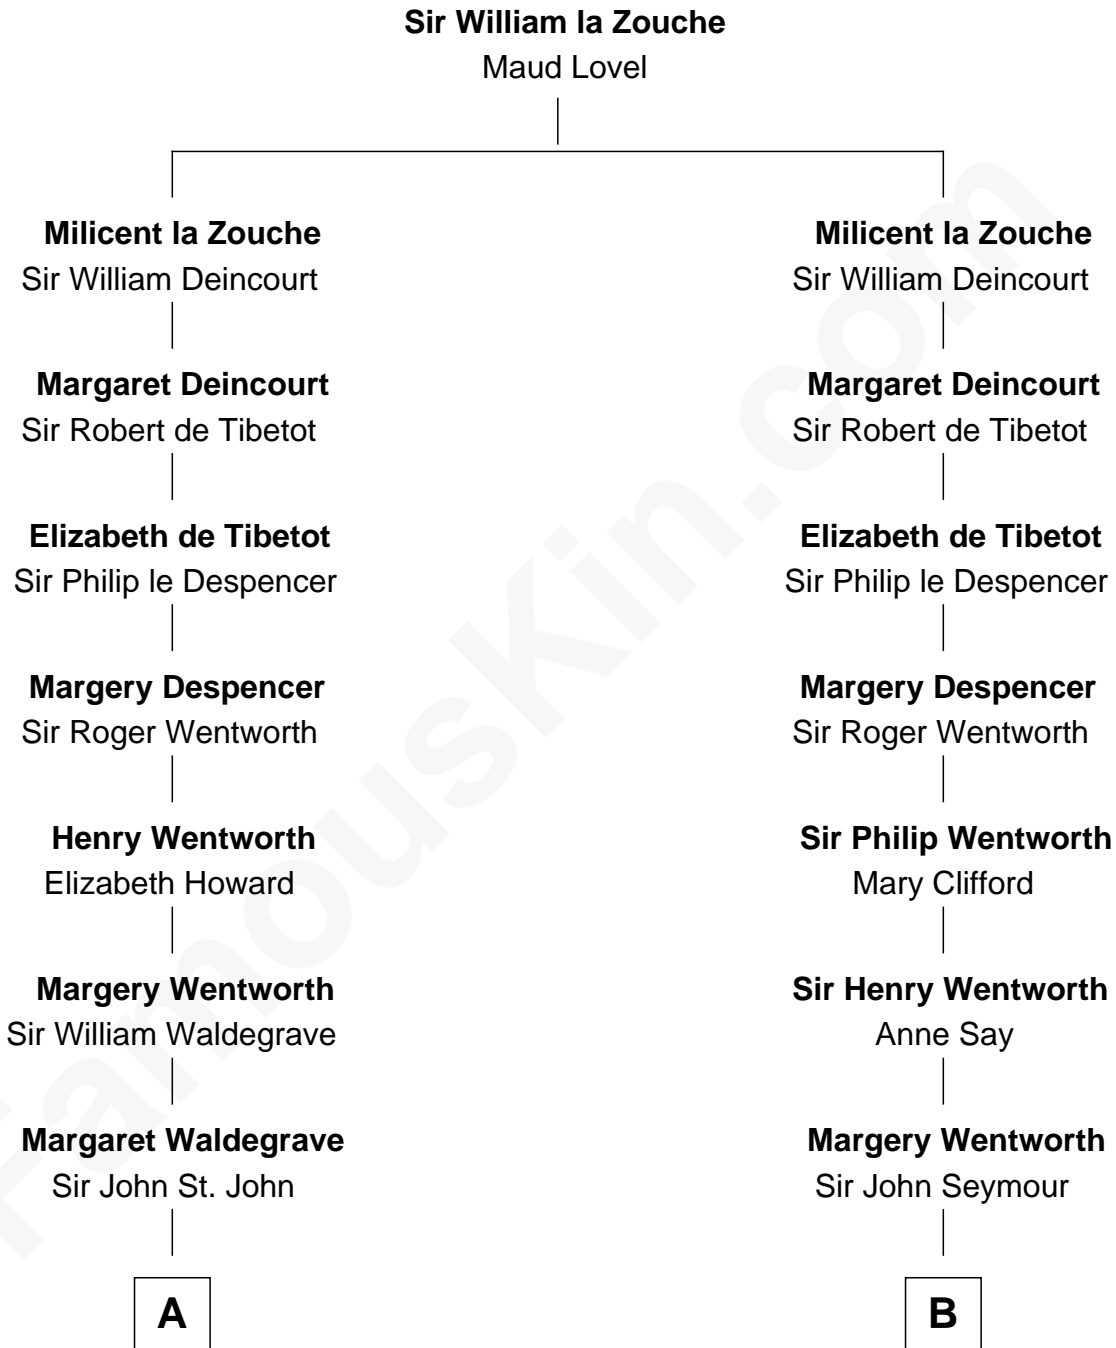 Sir William la Zouche
Maud Lovel
Milicent la Zouche
Sir William Deincourt
Milicent la Zouche
Sir William Deincourt
Margaret Deincourt
Sir Robert de Tibetot
Margaret Deincourt
Sir Robert de Tibetot
Elizabeth de Tibetot
Sir Philip le Despencer
Elizabeth de Tibetot
Sir Philip le Despencer
Margery Despencer
Sir Roger Wentworth
Margery Despencer
Sir Roger Wentworth
Henry Wentworth
Elizabeth Howard
Sir Philip Wentworth
Mary Clifford
Margery Wentworth
Sir William Waldegrave
Sir Henry Wentworth
Anne Say
Margaret Waldegrave
Sir John St. John
Margery Wentworth
Sir John Seymour
A
B
FamousKin.com